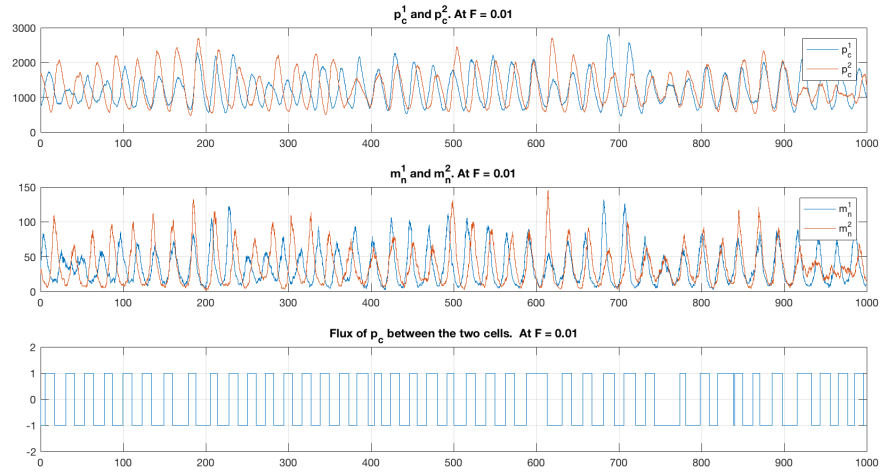 p_c^1 and p_c^2. At F = 0.01
3000
2000
1000
0
0 100 200 300 400 500 600 700 800 900 1000
p_c^1
p_c^2
m_n^1 and m_n^2. At F = 0.01
150
100
50
0
0 100 200 300 400 500 600 700 800 900 1000
m_n^1
m_n^2
Flux of p_c between the two cells. At F = 0.01
2
1
0
-1
-2
0 100 200 300 400 500 600 700 800 900 1000